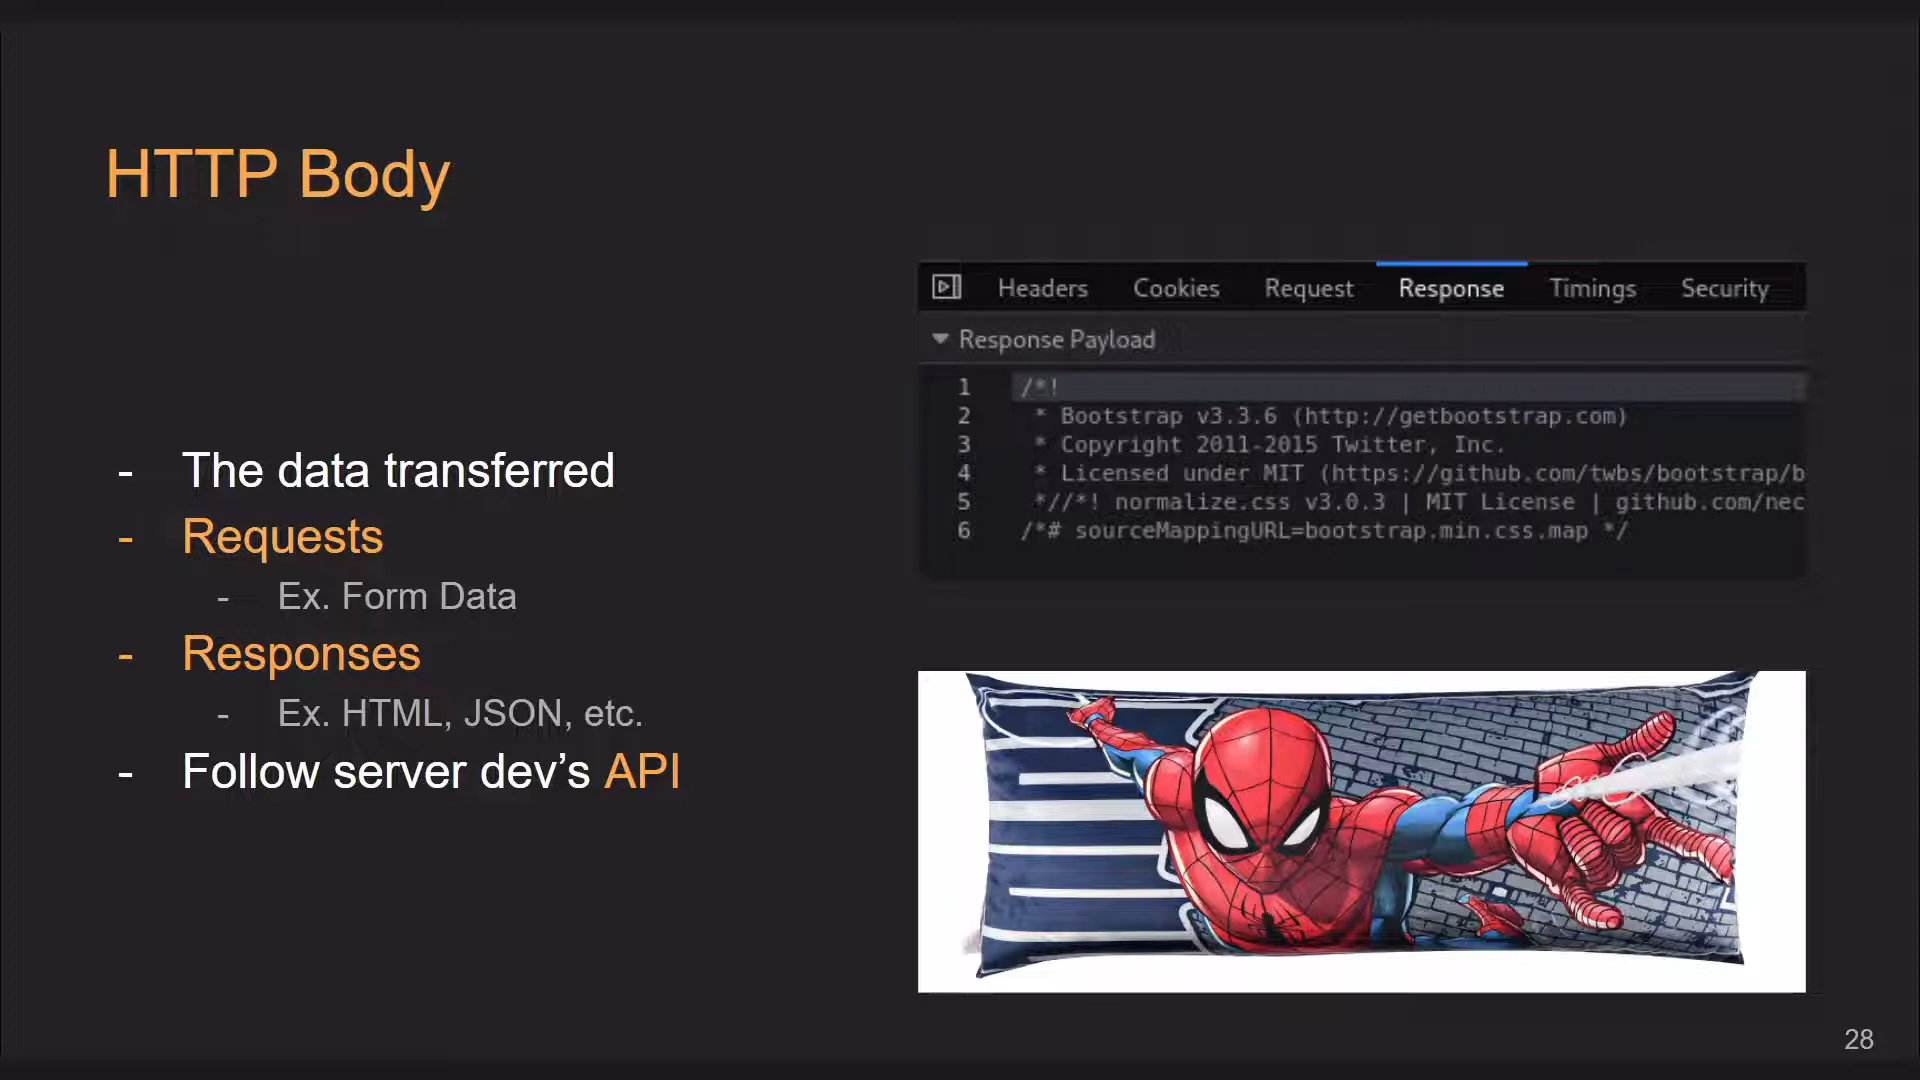 HTTP Body
- The data transferred
- Requests
- Ex. Form Data
- Responses
- Ex. HTML, JSON, etc.
- Follow server dev’s API
Headers Cookies Request Response Timings Security
Response Payload
1 /*!
2 * Bootstrap v3.3.6 (http://getbootstrap.com)
3 * Copyright 2011-2015 Twitter, Inc.
4 * Licensed under MIT (https://github.com/twbs/bootstrap/b
5 *//*! normalize.css v3.0.3 | MIT License | github.com/nec
6 /*# sourceMappingURL=bootstrap.min.css.map */
28